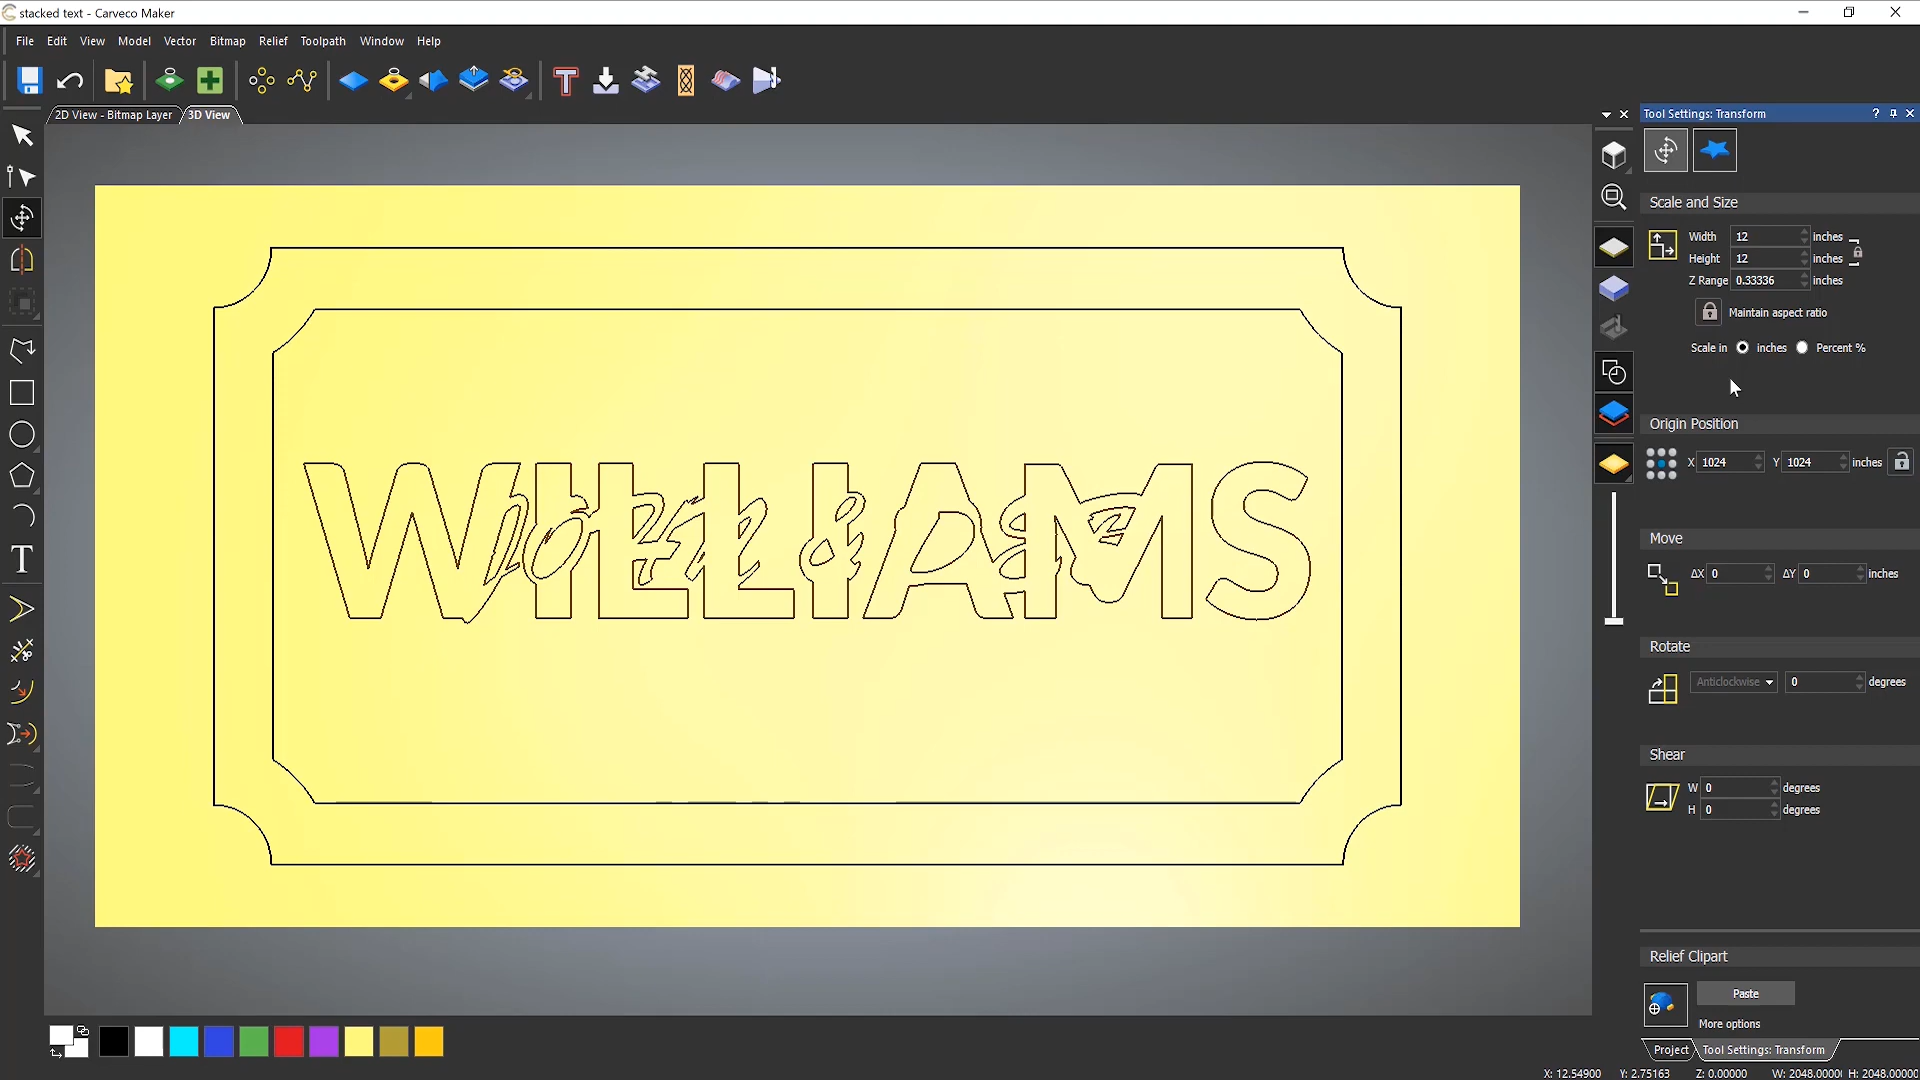 stacked text - Carveco Maker
File Edit View Model Vector Bitmap Relief Toolpath Window Help
2D View - Bitmap Layer
3D View
Tool Settings: Transform
Scale and Size
Width 12 inches
Height 12 inches
Z Range 0.33336 inches
Maintain aspect ratio
Scale in inches Percent %
Origin Position
X 1024 Y 1024 inches
Move
ΔX 0 ΔY 0 inches
Rotate
Anticlockwise 0 degrees
Shear
W 0 degrees
H 0 degrees
WILLIAMS
Relief Clipart
Paste
More options
Project Tool Settings: Transform
X: 12.54900 Y: 2.75163 Z: 0.00000 W: 2048.0000 H: 2048.00000